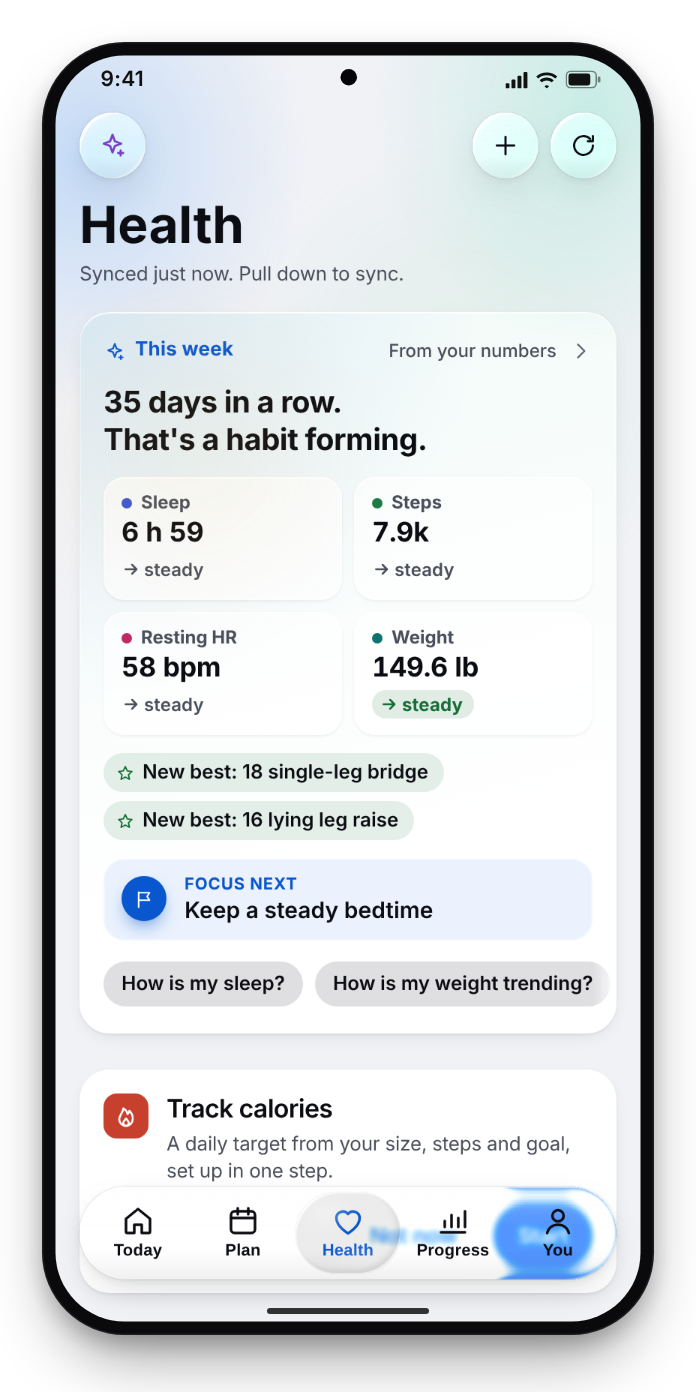 9:41
Health
Synced just now. Pull down to sync.
This week
From your numbers
35 days in a row.
That's a habit forming.
Sleep
6 h 59
→ steady
Steps
7.9k
→ steady
Resting HR
58 bpm
→ steady
Weight
149.6 lb
→ steady
New best: 18 single-leg bridge
New best: 16 lying leg raise
FOCUS NEXT
Keep a steady bedtime
How is my sleep?
How is my weight trending?
Track calories
A daily target from your size, steps and goal,
set up in one step.
Not now
Today
Plan
Health
Progress
You